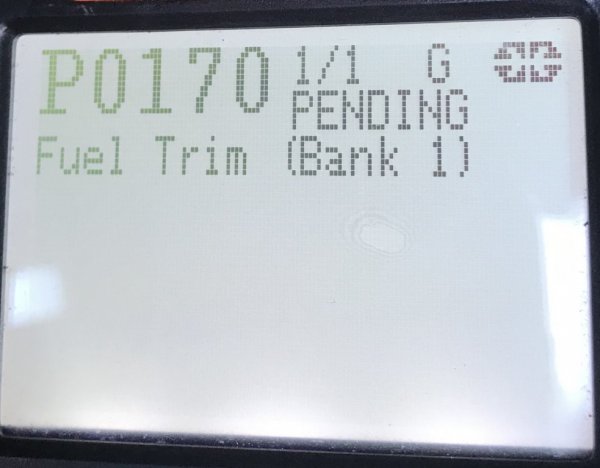 P0170 1/1 G
PENDING
Fuel Trim (Bank 1)